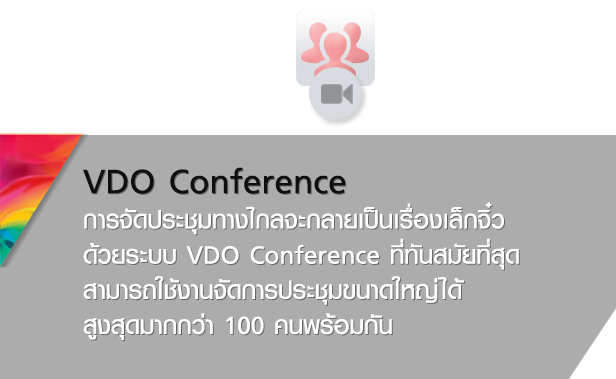 VDO Conference
การจัดประชุมทางไกลจะกลายเป็นเรื่องเล็กจิ๋ว
ด้วยระบบ VDO Conference ที่ทันสมัยที่สุด
สามารถใช้งานจัดการประชุมขนาดใหญ่ได้
สูงสุดมากกว่า 100 คนพร้อมกัน